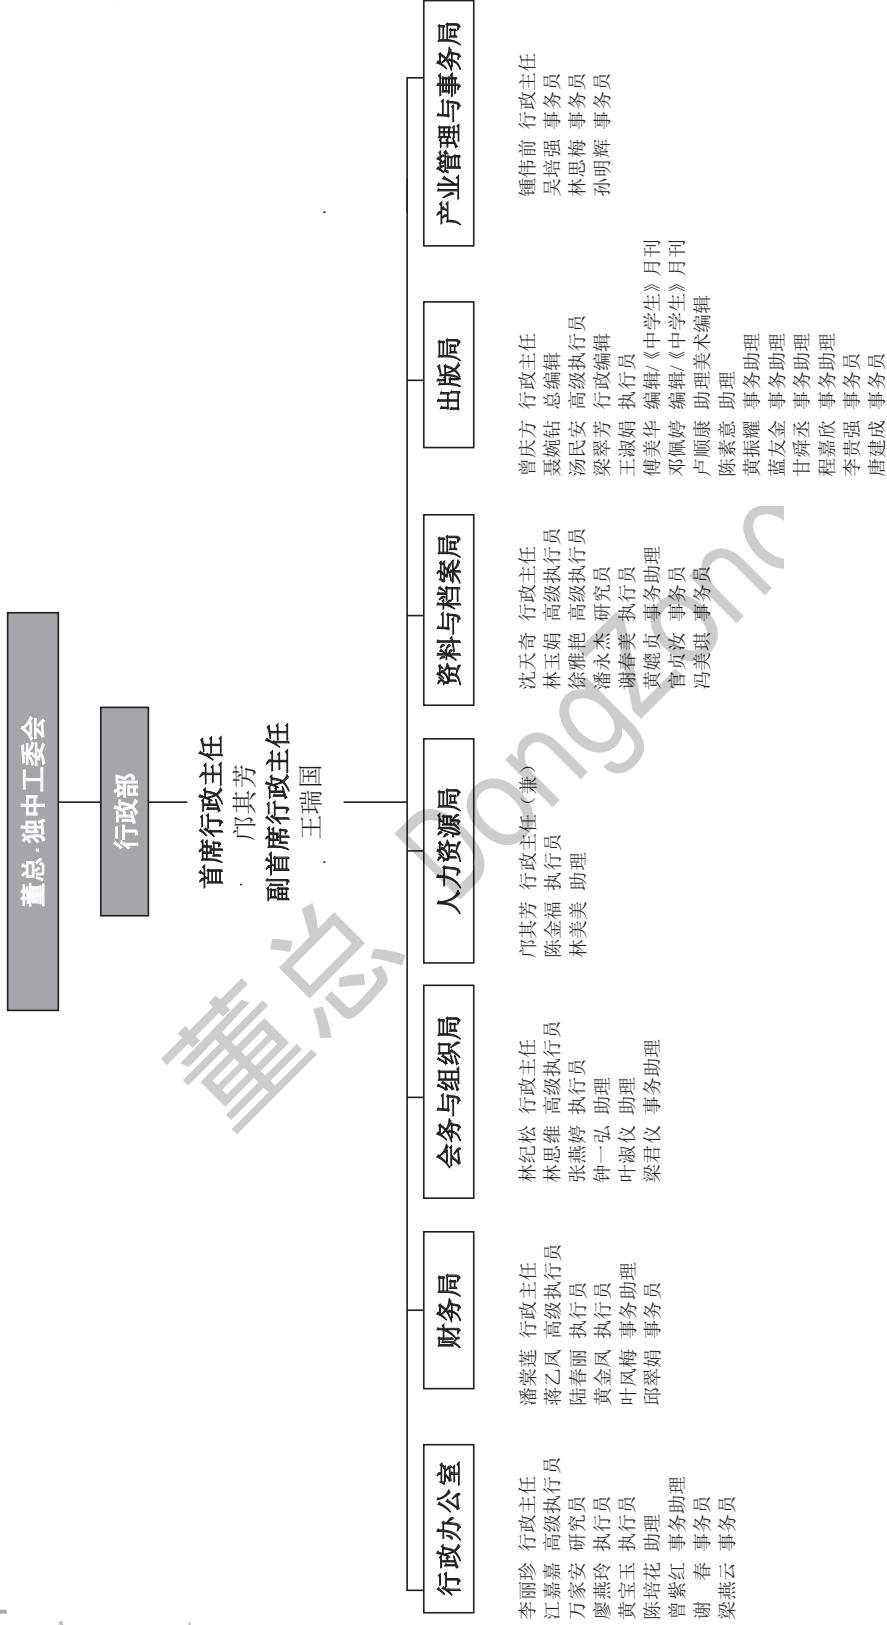 董总·独中工委会
行政部
首席行政主任
邝其芳
副首席行政主任
王瑞国
行政办公室
李丽珍 行政主任
江嘉嘉 高级执行员
万家安 研究员
廖燕玲 执行员
黄宝玉 执行员
陈培花 助理
曾紫红 事务助理
谢 春 事务员
梁燕云 事务员
财务局
潘棠莲 行政主任
蒋乙凤 高级执行员
陆春丽 执行员
黄金凤 执行员
叶风梅 事务助理
邱翠娟 事务员
会务与组织局
林纪松 行政主任
林思维 高级执行员
张燕婷 执行员
钟一弘 助理
叶淑仪 助理
梁君仪 事务助理
人力资源局
邝其芳 行政主任（兼）
陈金福 执行员
林美美 助理
资料与档案局
沈天奇 行政主任
林玉娟 高级执行员
徐雅艳 高级执行员
潘永杰 研究员
谢春美 执行员
黄媲贞 事务助理
官贞汝 事务员
冯美琪 事务员
出版局
曾庆方 行政主任
聂婉钻 总编辑
汤民安 高级执行员
梁翠芳 行政编辑
王淑娟 执行员
傅美华 编辑/《中学生》月刊
邓佩婷 编辑/《中学生》月刊
卢顺康 助理美术编辑
陈素意 助理
黄振耀 事务助理
蓝友金 事务助理
甘舜丞 事务助理
程嘉欣 事务助理
李贵强 事务员
唐建成 事务员
产业管理与事务局
锺伟前 行政主任
吴培强 事务员
林思梅 事务员
孙明辉 事务员
董总 DongZong